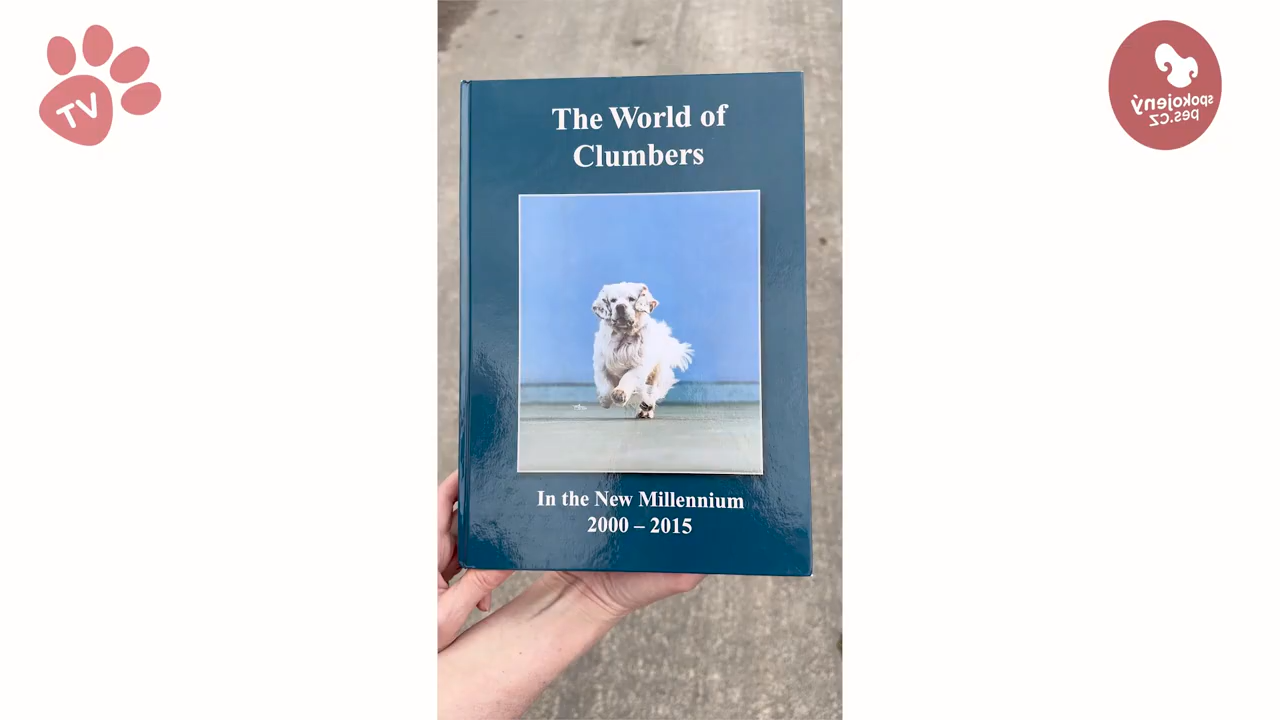 TV
spokojený
pes.cz
The World of
Clumbers
In the New Millennium
2000 – 2015